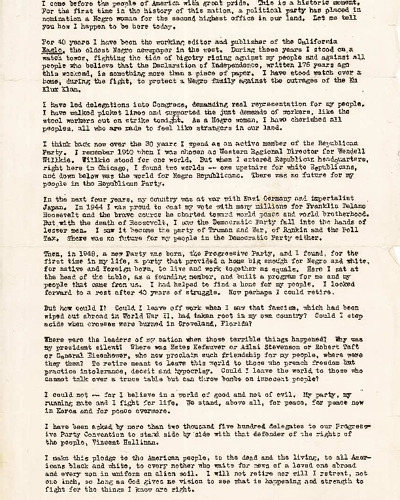 I come before the people of America with great pride. This is a historic moment.
For the first time in the history of this nation, a political party has placed in
nomination a Negro woman for the second highest office in our land. Let me tell
you how I happen to be here today.
For 40 years I have been the working editor and publisher of the California
Eagle, the oldest Negro newspaper in the west. During those years I stood on a
watch tower, fighting the tide of bigotry rising against my people and against all
people who believe that the Declaration of Independence, written 176 years ago
this weekend, is something more than a piece of paper. I have stood watch over a
home, during the fight, to protect a Negro family against the outrages of the Ku
Klux Klan.
I have led delegations into Congress, demanding real representation for my people.
I have walked picket lines and supported the just demands of workers, like the
steel workers out on strike tonight. As a Negro woman, I have cherished all
peoples, all who are made to feel like strangers in our land.
I think back now over the 30 years I spent as an active member of the Republican
Party. I remember 1940 when I was chosen as Western Regional Director for Wendell
Willkie. Willkie stood for one world. But when I entered Republican headquarters,
right here in Chicago, I found two worlds -- one upstairs for white Republicans,
and down below was the world for Negro Republicans. There was no future for my
people in the Republican Party.
In the next four years, my country was at war with Nazi Germany and imperialist
Japan. In 1944 I was proud to cast my vote with many millions for Franklin Delano
Roosevelt and the brave course he charted toward world peace and world brotherhood.
But with the death of Roosevelt, I saw the Democratic Party fall into the hands of
lesser men. I saw it become the party of Truman and War, of Rankin and the Poll
Tax. There was no future for my people in the Democratic Party either.
Then, in 1948, a new Party was born, the Progressive Party, and I found, for the
first time in my life, a party that provided a home big enough for Negro and white,
for native and foreign born, to live and work together as equals. Here I sat at
the head of the table, as a founding member, and built a program for me and my
people that came from us. I had helped to found a home for my people. I looked
forward to a rest after 40 years of struggle. Now perhaps I could retire.
But how could I? Could I leave off work when I saw that fascism, which had been
wiped out abroad in World War II, had taken root in my own country? Could I stop
aside when crosses were burned in Groveland, Florida?
Where were the leaders of my nation when those terrible things happened? Why was
my president silent? Where was Estes Kefauver or Adlai Stevenson or Robert Taft
or General Eisenhower, who now proclaim such friendship for my people, where were
they then? To retire meant to leave this world to those who preach freedom but
practice intolerance, deceit and hypocrisy. Could I leave the world to those who
cannot talk over a truce table but can throw bombs on innocent people?
I could not -- for I believe in a world of good and not of evil. My party, my
running mate and I fight for life. We stand, above all, for peace, for peace now
in Korea and for peace evermore.
I have been asked by more than two thousand five hundred delegates to our Progress-
ive Party Convention to stand side by side with that defender of the rights of
the people, Vincent Hallinan.
I make this pledge to the American people, to the dead and the living, to all Amer-
icans black and white, to every mother who waits for news of a loved one abroad
and every son in uniform on alien soil. I will not retire nor will I retreat, not
one inch, so long as God gives me vision to see what is happening and strength to
fight for the things I know are right.